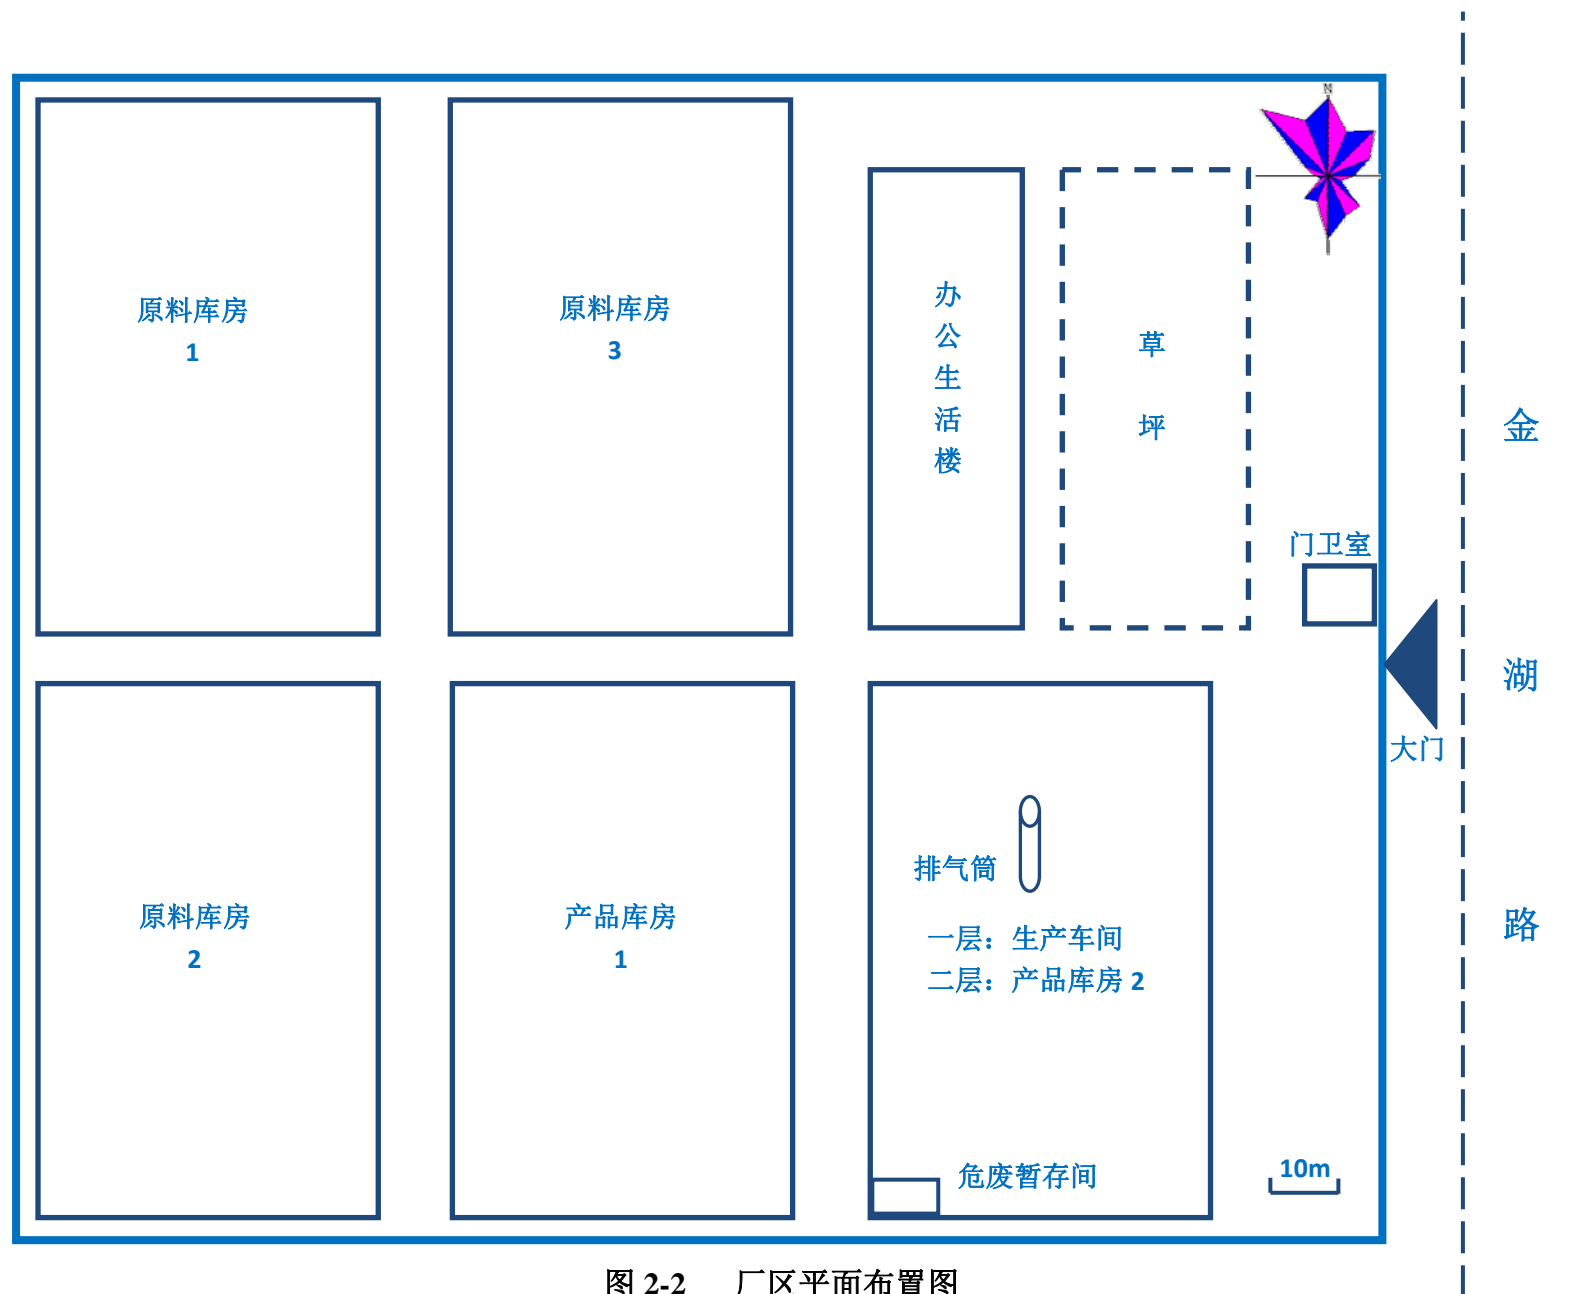 N
原料库房
1
原料库房
3
办
公
生
活
楼
草
坪
门卫室
大门
金
湖
路
原料库房
2
产品库房
1
排气筒
一层：生产车间
二层：产品库房 2
危废暂存间
10m
图 2-2 厂区平面布置图